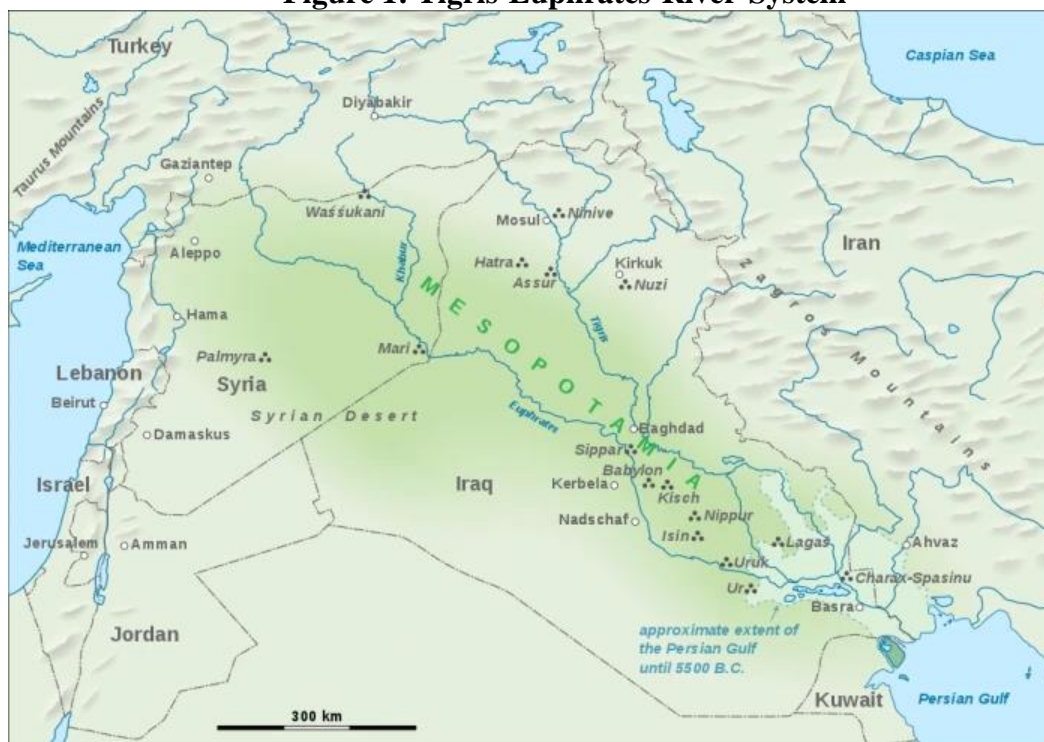 Figure 1: Tigris-Euphrates River System
Turkey
Caspian Sea
Taurus Mountains
Diyabakir
Gaziantep
Wassukani
Mosul
Ninive
Mediterranean
Sea
Aleppo
Khabur
Hatra
Assur
Kirkuk
Nuzi
Iran
Zagros Mountains
MESOPOTAMIA
Tigris
Hama
Mari
Palmyra
Lebanon
Syria
Beirut
Syrian Desert
Euphrates
Baghdad
Damaskus
Sippar
Babylon
Israel
Iraq
Kerbela
Kisch
Nadschaf
Nippur
Isin
Lagas
Jerusalem
Amman
Ahvaz
Uruk
Charax-Spasinu
Ur
Basra
Jordan
approximate extent of
the Persian Gulf
until 5500 B.C.
Kuwait
Persian Gulf
300 km